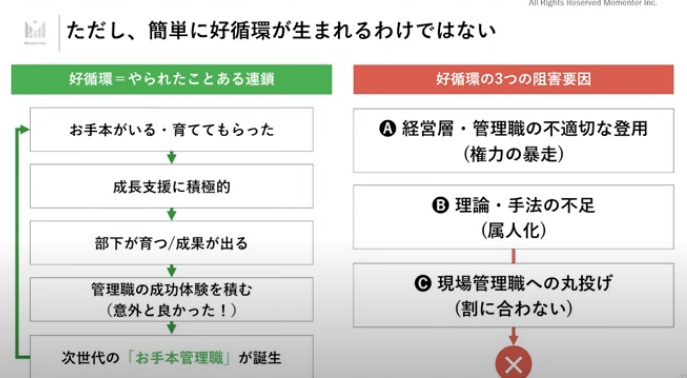 All Rights Reserved Mementor Inc.
Mementor
ただし、簡単に好循環が生まれるわけではない
好循環＝やられたことある連鎖
お手本がいる・育ててもらった
成長支援に積極的
部下が育つ/成果が出る
管理職の成功体験を積む
（意外と良かった！）
次世代の「お手本管理職」が誕生
好循環の3つの阻害要因
A 経営層・管理職の不適切な登用
(権力の暴走)
B 理論・手法の不足
(属人化)
C 現場管理職への丸投げ
(割に合わない)